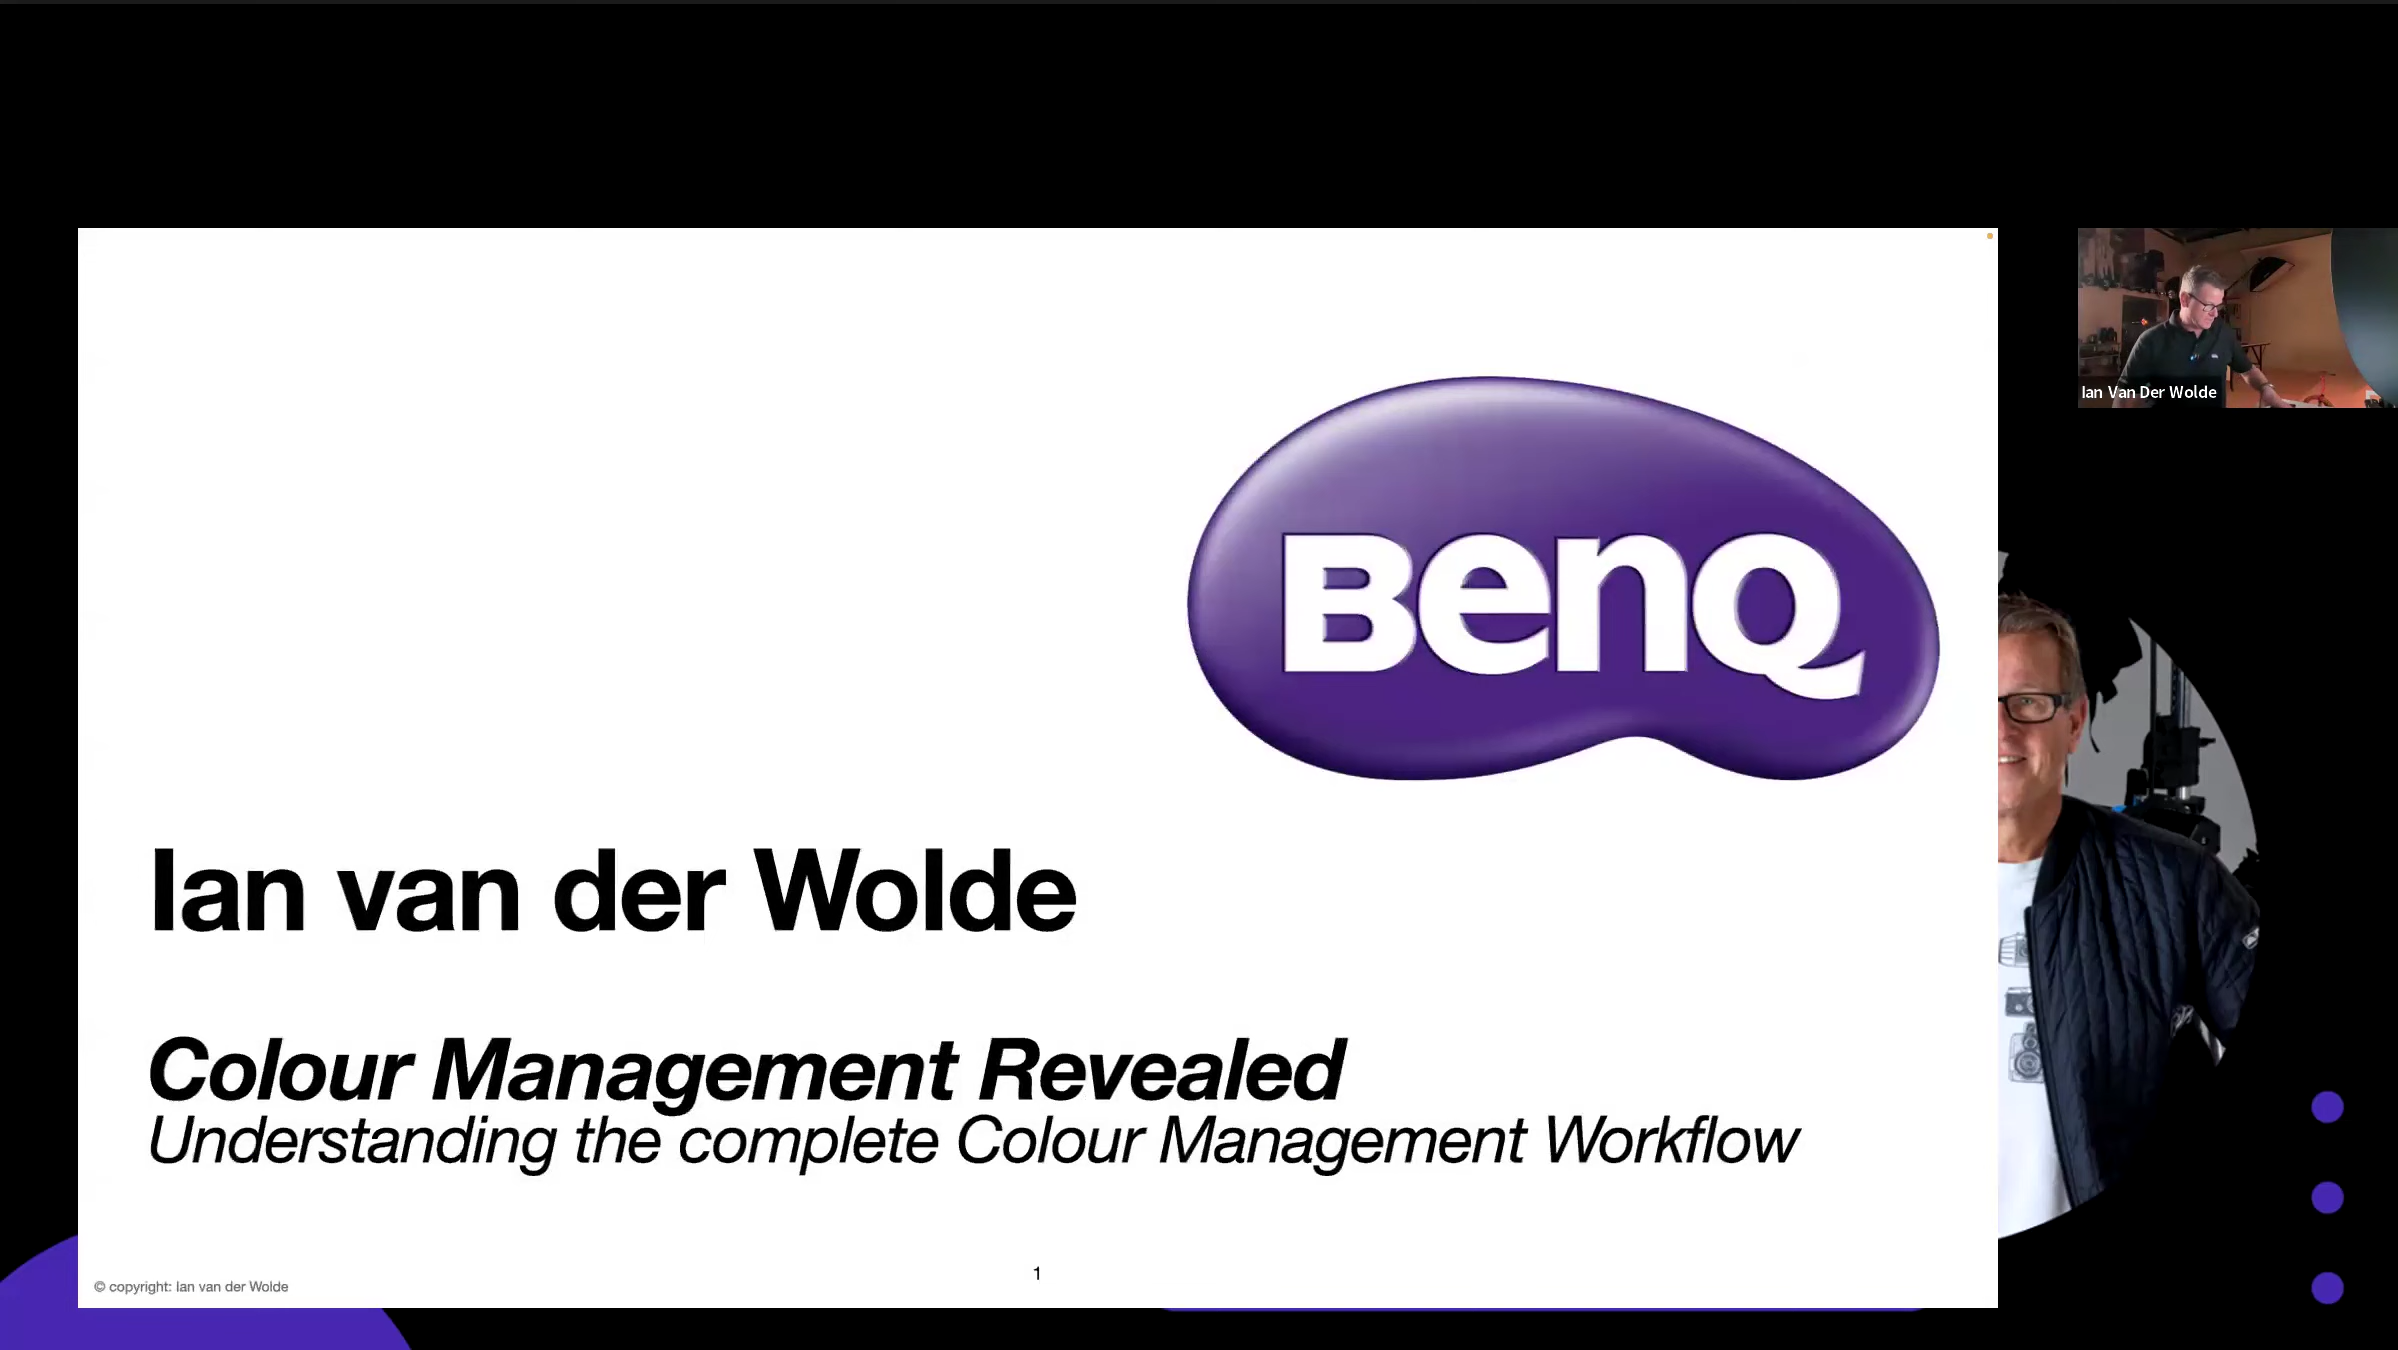 BenQ
Ian Van Der Wolde
Ian van der Wolde
Colour Management Revealed
Understanding the complete Colour Management Workflow
1
© copyright: Ian van der Wolde